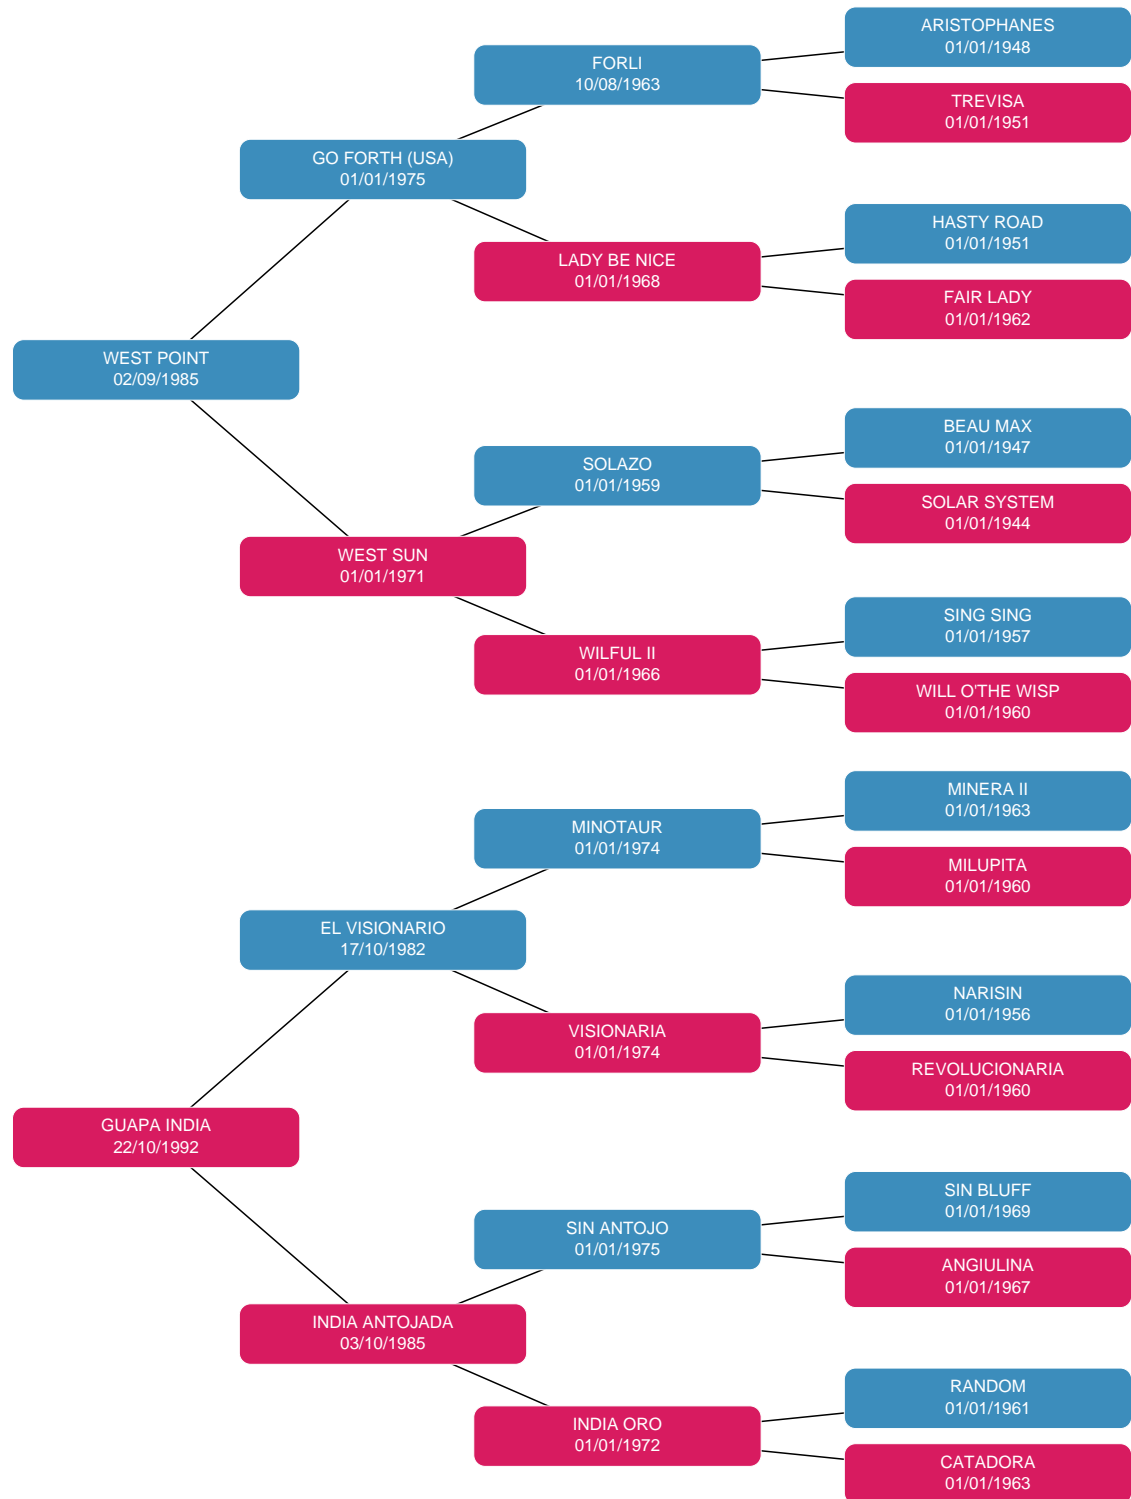 ARISTOPHANES
01/01/1948
FORLI
10/08/1963
TREVISA
01/01/1951
GO FORTH (USA)
01/01/1975
HASTY ROAD
01/01/1951
LADY BE NICE
01/01/1968
FAIR LADY
01/01/1962
WEST POINT
02/09/1985
BEAU MAX
01/01/1947
SOLAZO
01/01/1959
SOLAR SYSTEM
01/01/1944
WEST SUN
01/01/1971
SING SING
01/01/1957
WILFUL II
01/01/1966
WILL O'THE WISP
01/01/1960
MINERA II
01/01/1963
MINOTAUR
01/01/1974
MILUPITA
01/01/1960
EL VISIONARIO
17/10/1982
NARISIN
01/01/1956
VISIONARIA
01/01/1974
REVOLUCIONARIA
01/01/1960
GUAPA INDIA
22/10/1992
SIN BLUFF
01/01/1969
SIN ANTOJO
01/01/1975
ANGIULINA
01/01/1967
INDIA ANTOJADA
03/10/1985
RANDOM
01/01/1961
INDIA ORO
01/01/1972
CATADORA
01/01/1963